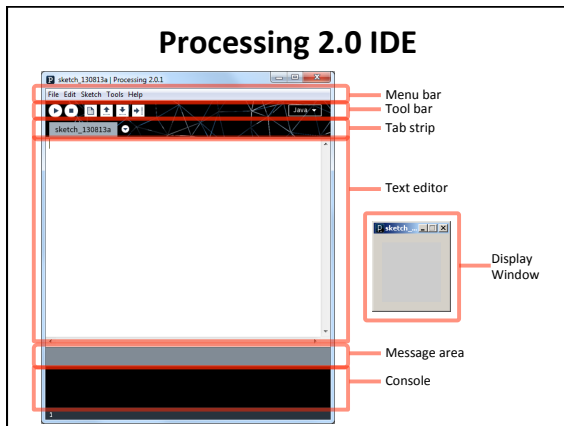 Processing 2.0 IDE
sketch_130813a | Processing 2.0.1
File Edit Sketch Tools Help
Menu bar
Java
Tool bar
sketch_130813a
Tab strip
Text editor
sketch_...
Display
Window
Message area
Console
1